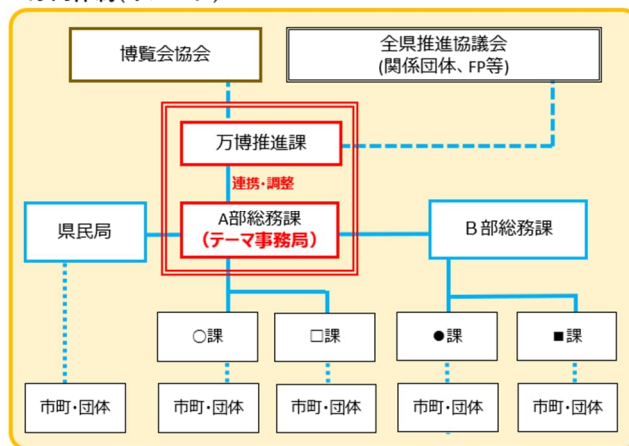 博覧会協会
全県推進協議会
(関係団体、FP等)
万博推進課
連携・調整
県民局
A部総務課
(テーマ事務局)
B部総務課
○課
□課
●課
■課
市町・団体
市町・団体
市町・団体
市町・団体
市町・団体